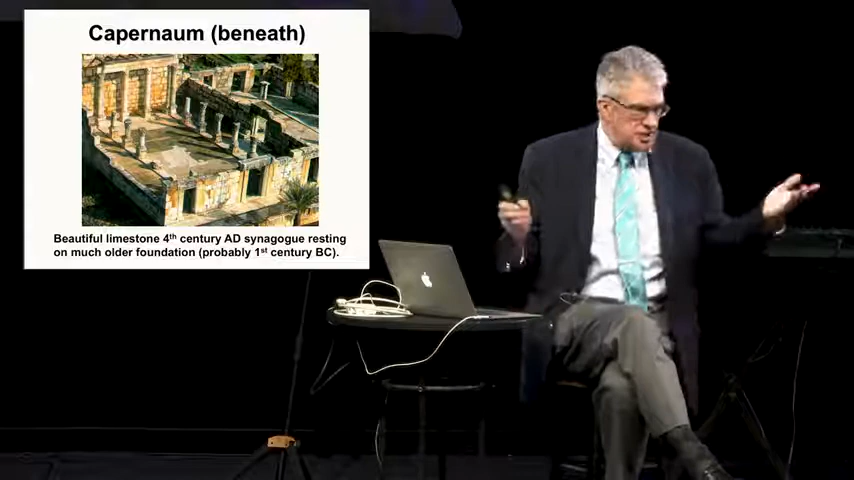 Capernaum (beneath)
Beautiful limestone 4th century AD synagogue resting
on much older foundation (probably 1st century BC).